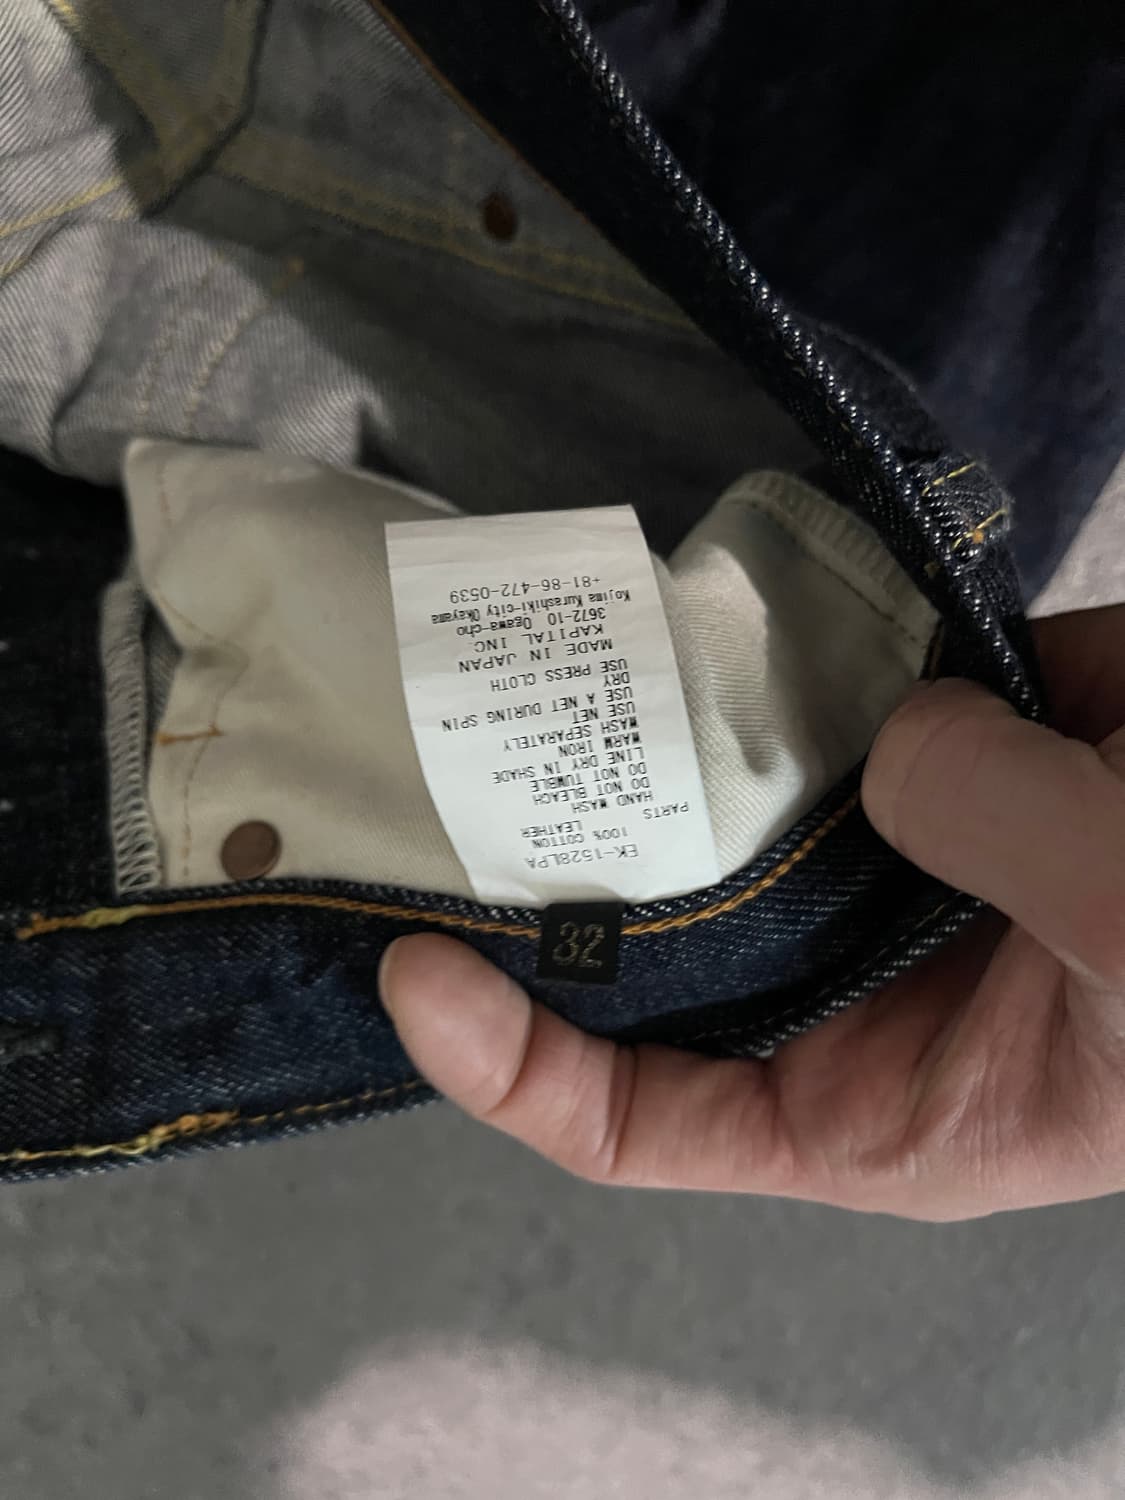 EK-1528LPA
100% COTTON
LEATHER
PARTS
HAND WASH
DO NOT BLEACH
DO NOT TUMBLE
LINE DRY IN SHADE
WARM IRON
WASH SEPARATELY
USE NET
USE A NET DURING SPIN
DRY
USE PRESS CLOTH
MADE IN JAPAN
KAPITAL INC.
3672-10 Ogawa-cho
Kojima Kurashiki-city Okayama
+81-86-472-0539
32